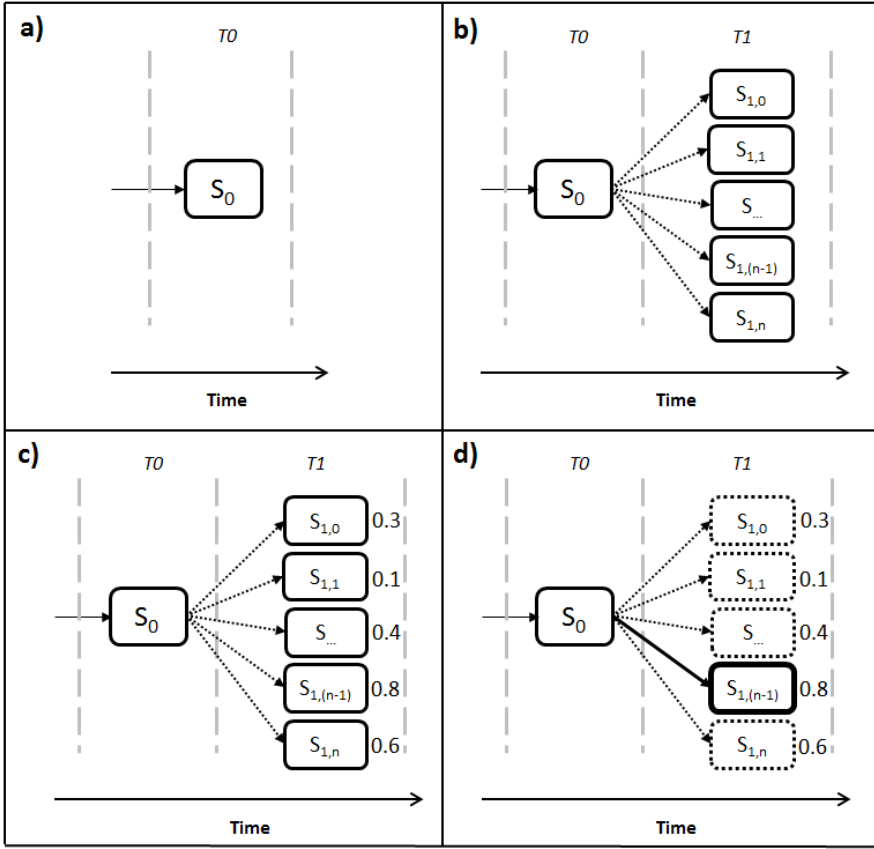 a)
T0
S0
Time
b)
T0
T1
S1,0
S1,1
S0
S...
S1,(n-1)
S1,n
Time
c)
T0
T1
S1,0 0.3
S1,1 0.1
S0
S... 0.4
S1,(n-1) 0.8
S1,n 0.6
Time
d)
T0
T1
S1,0 0.3
S1,1 0.1
S0
S... 0.4
S1,(n-1) 0.8
S1,n 0.6
Time